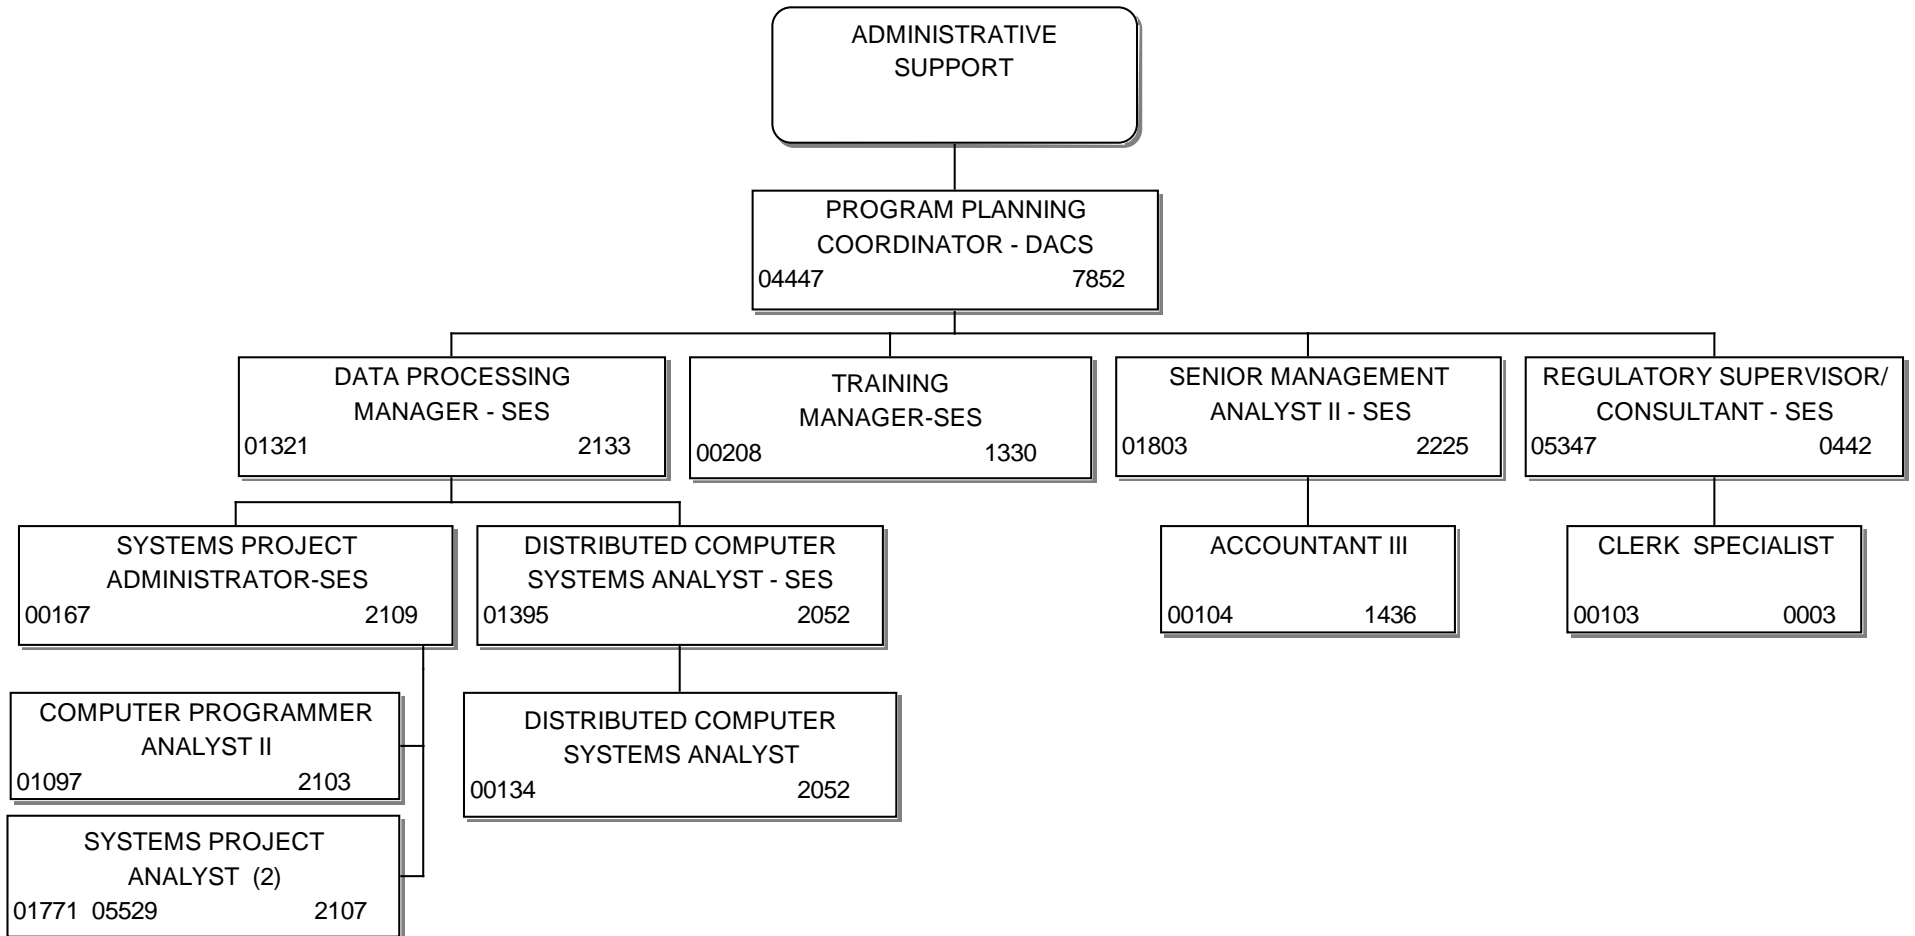 ADMINISTRATIVE
SUPPORT
PROGRAM PLANNING
COORDINATOR - DACS
04447 7852
DATA PROCESSING
MANAGER - SES
01321 2133
TRAINING
MANAGER-SES
00208 1330
SENIOR MANAGEMENT
ANALYST II - SES
01803 2225
REGULATORY SUPERVISOR/
CONSULTANT - SES
05347 0442
SYSTEMS PROJECT
ADMINISTRATOR-SES
00167 2109
DISTRIBUTED COMPUTER
SYSTEMS ANALYST - SES
01395 2052
ACCOUNTANT III
00104 1436
CLERK  SPECIALIST
00103 0003
COMPUTER PROGRAMMER
ANALYST II
01097 2103
DISTRIBUTED COMPUTER
SYSTEMS ANALYST
00134 2052
SYSTEMS PROJECT
ANALYST  (2)
01771  05529 2107